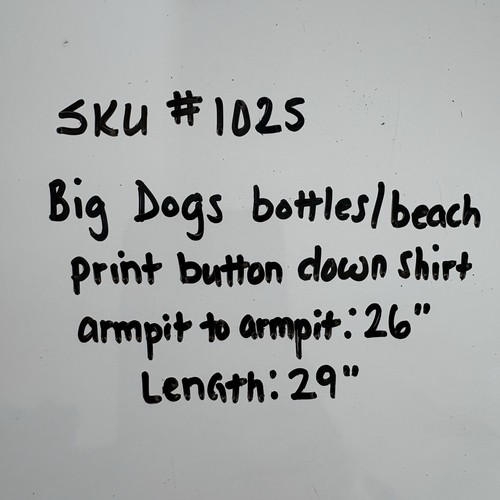 SKU #1025
Big Dogs bottles/beach
print button down shirt
armpit to armpit: 26"
Length: 29"